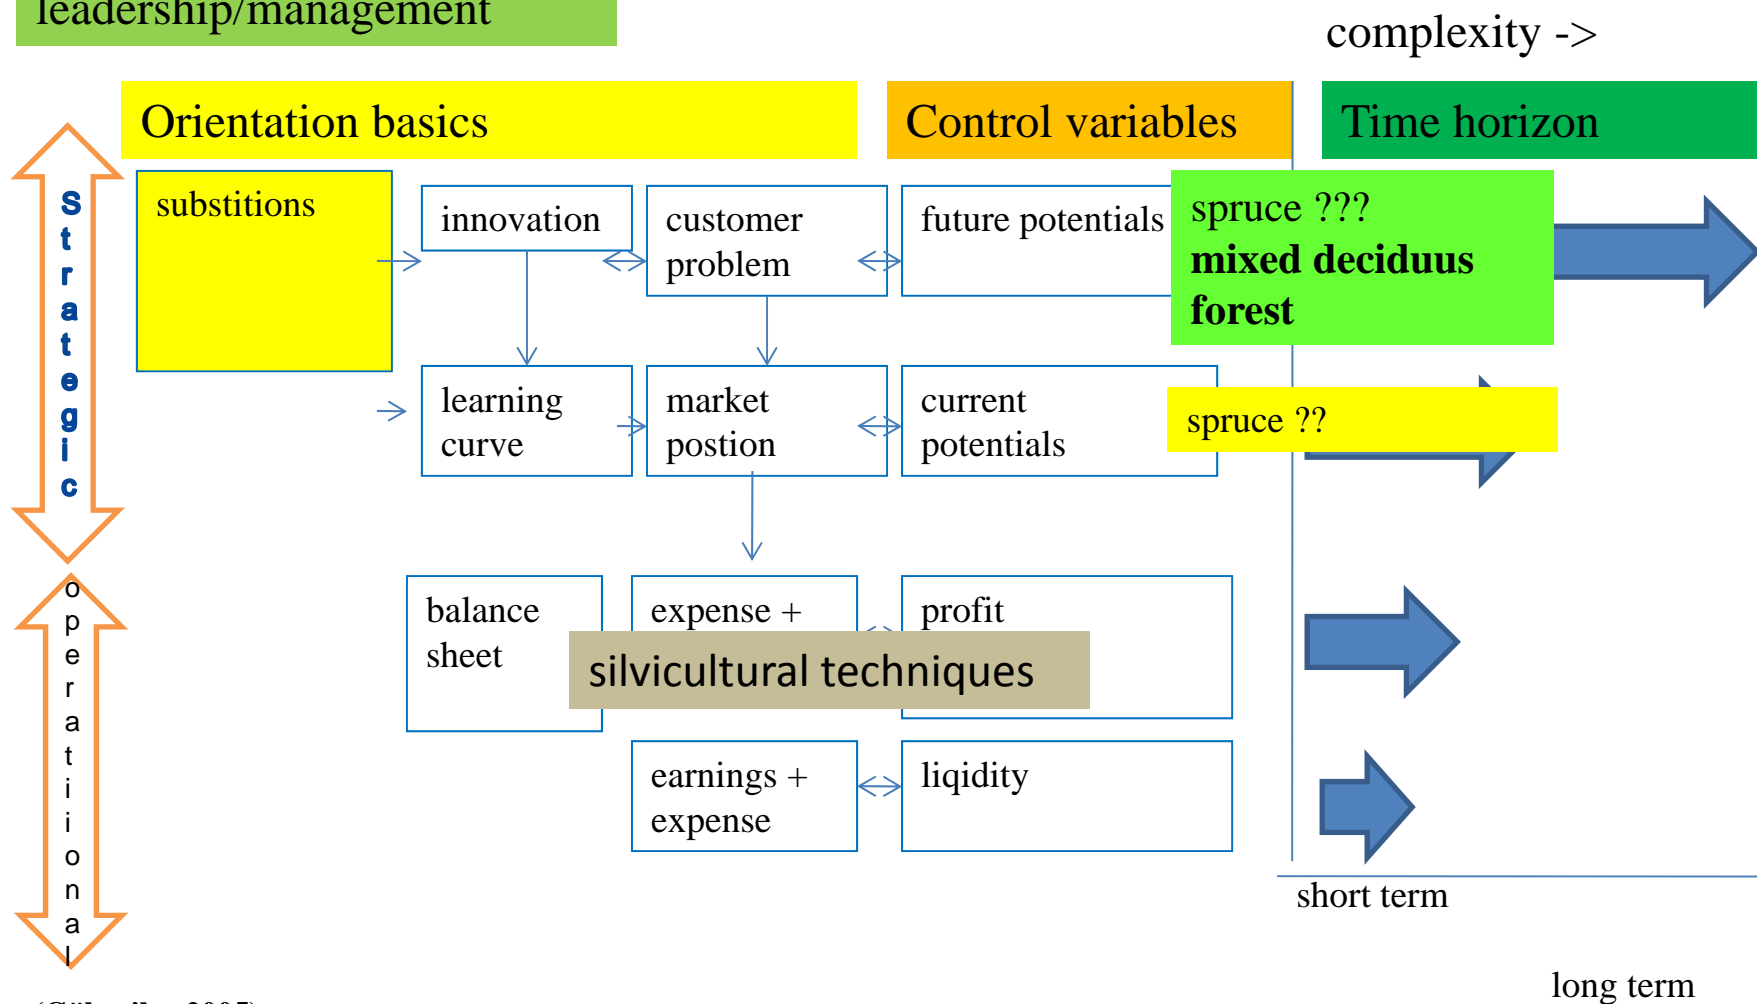 leadership/management
complexity ->
Orientation basics
Control variables
Time horizon
Strategic
substitions
innovation
customer
problem
future potentials
spruce ???
mixed deciduus
forest
learning
curve
market
postion
current
potentials
spruce ??
operatiional
balance
sheet
expense +
profit
silvicultural techniques
earnings +
expense
liqidity
short term
long term